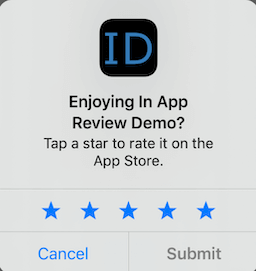 ID
Enjoying In App
Review Demo?
Tap a star to rate it on the
App Store.
Cancel Submit